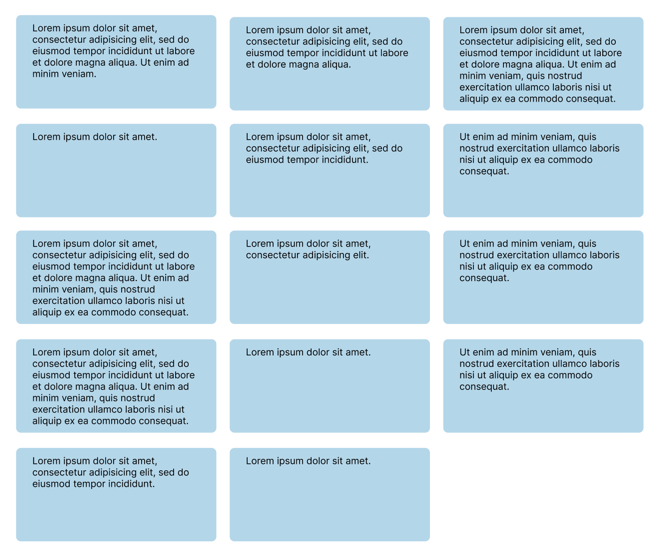 Lorem ipsum dolor sit amet,
consectetur adipisicing elit, sed do
eiusmod tempor incididunt ut labore
et dolore magna aliqua. Ut enim ad
minim veniam.
Lorem ipsum dolor sit amet,
consectetur adipisicing elit, sed do
eiusmod tempor incididunt ut labore
et dolore magna aliqua.
Lorem ipsum dolor sit amet,
consectetur adipisicing elit, sed do
eiusmod tempor incididunt ut labore
et dolore magna aliqua. Ut enim ad
minim veniam, quis nostrud
exercitation ullamco laboris nisi ut
aliquip ex ea commodo consequat.
Lorem ipsum dolor sit amet.
Lorem ipsum dolor sit amet,
consectetur adipisicing elit, sed do
eiusmod tempor incididunt.
Ut enim ad minim veniam, quis
nostrud exercitation ullamco laboris
nisi ut aliquip ex ea commodo
consequat.
Lorem ipsum dolor sit amet,
consectetur adipisicing elit, sed do
eiusmod tempor incididunt ut labore
et dolore magna aliqua. Ut enim ad
minim veniam, quis nostrud
exercitation ullamco laboris nisi ut
aliquip ex ea commodo consequat.
Lorem ipsum dolor sit amet,
consectetur adipisicing elit.
Ut enim ad minim veniam, quis
nostrud exercitation ullamco laboris
nisi ut aliquip ex ea commodo
consequat.
Lorem ipsum dolor sit amet,
consectetur adipisicing elit, sed do
eiusmod tempor incididunt ut labore
et dolore magna aliqua. Ut enim ad
minim veniam, quis nostrud
exercitation ullamco laboris nisi ut
aliquip ex ea commodo consequat.
Lorem ipsum dolor sit amet.
Ut enim ad minim veniam, quis
nostrud exercitation ullamco laboris
nisi ut aliquip ex ea commodo
consequat.
Lorem ipsum dolor sit amet,
consectetur adipisicing elit, sed do
eiusmod tempor incididunt.
Lorem ipsum dolor sit amet.